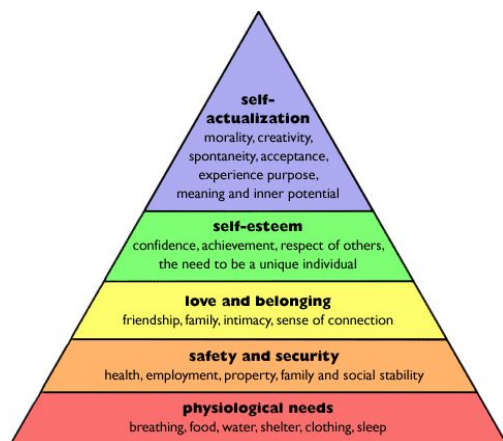 self-
actualization
morality, creativity,
spontaneity, acceptance,
experience purpose,
meaning and inner potential
self-esteem
confidence, achievement, respect of others,
the need to be a unique individual
love and belonging
friendship, family, intimacy, sense of connection
safety and security
health, employment, property, family and social stability
physiological needs
breathing, food, water, shelter, clothing, sleep